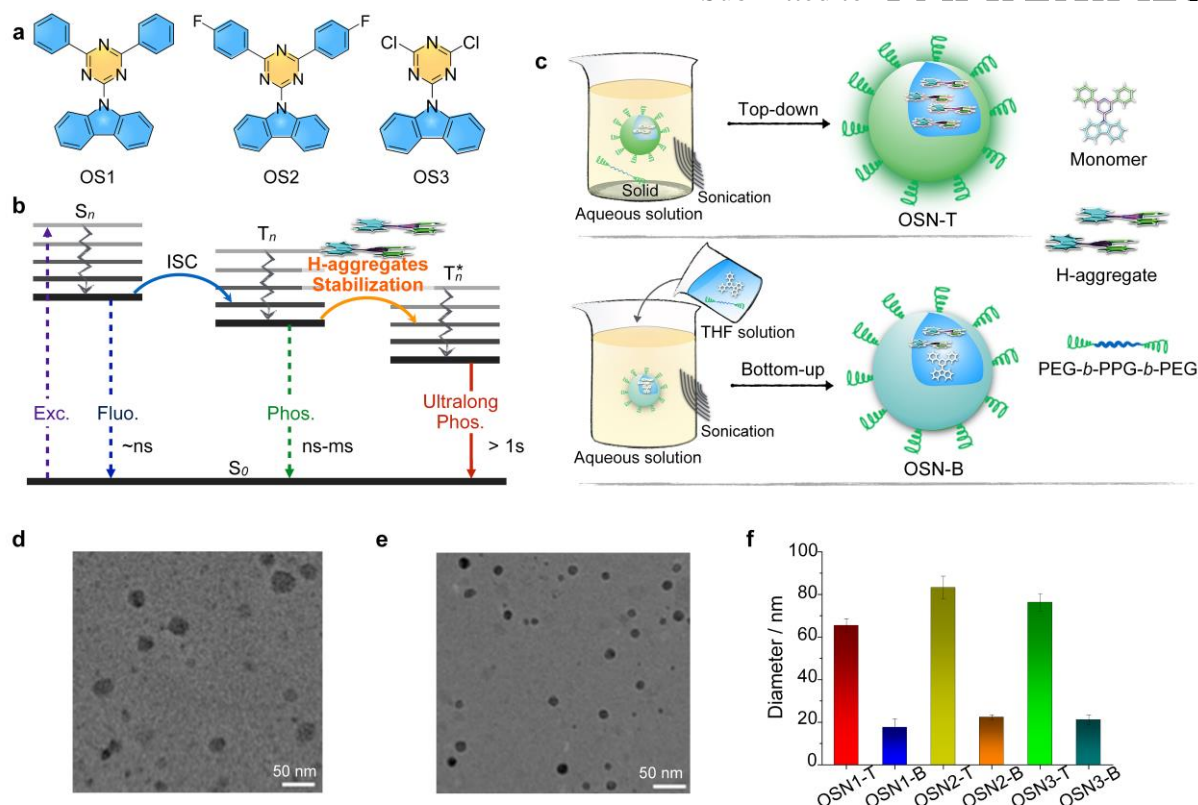 a
F
F
Cl
Cl
N
N
N
N
N
N
N
N
N
N
N
N
OS1
OS2
OS3
b
Sn
Tn
Tn*
ISC
H-aggregates
Stabilization
Exc.
Fluo.
~ns
Phos.
ns-ms
Ultralong
Phos.
> 1s
S0
c
Top-down
Solid
Sonication
Aqueous solution
OSN-T
Monomer
H-aggregate
THF solution
Bottom-up
Sonication
Aqueous solution
OSN-B
PEG-b-PPG-b-PEG
d
50 nm
e
50 nm
f
Diameter / nm
100
80
60
40
20
0
OSN1-T
OSN1-B
OSN2-T
OSN2-B
OSN3-T
OSN3-B